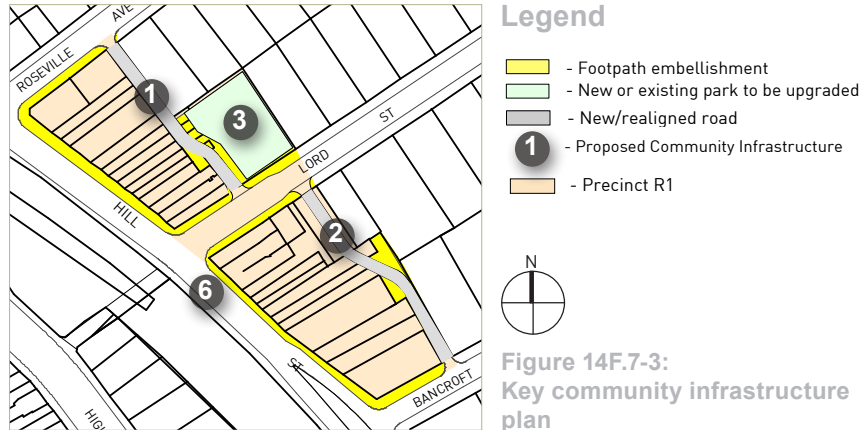 ROSEVILLE AVE
1
3
LORD ST
HILL
2
6
ST
BANCROFT
HIGH
Legend
- Footpath embellishment
- New or existing park to be upgraded
- New/realigned road
1 - Proposed Community Infrastructure
- Precinct R1
N
Figure 14F.7-3:
Key community infrastructure
plan